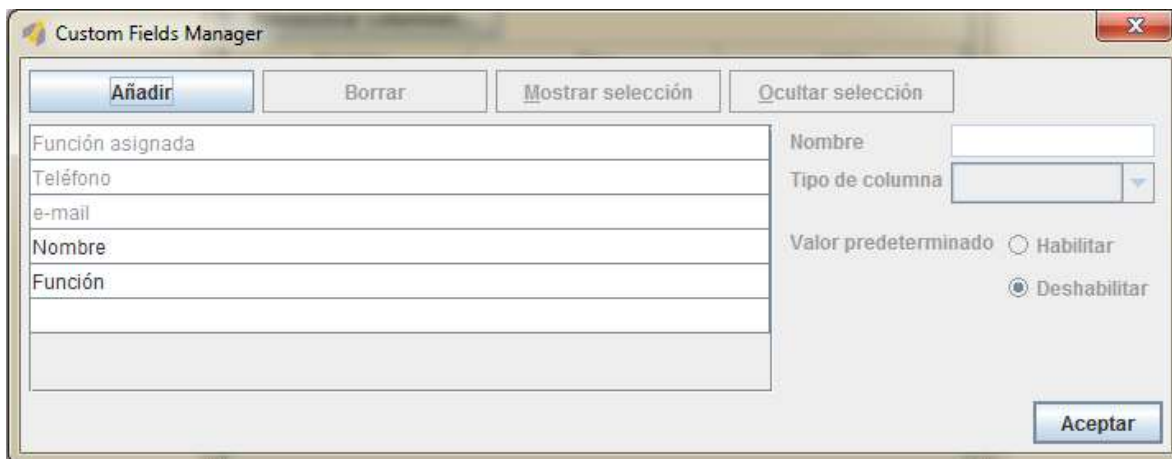 Custom Fields Manager
Añadir Borrar Mostrar selección Ocultar selección
Función asignada
Teléfono
e-mail
Nombre
Función
Nombre
Tipo de columna
Valor predeterminado Habilitar
Deshabilitar
Aceptar